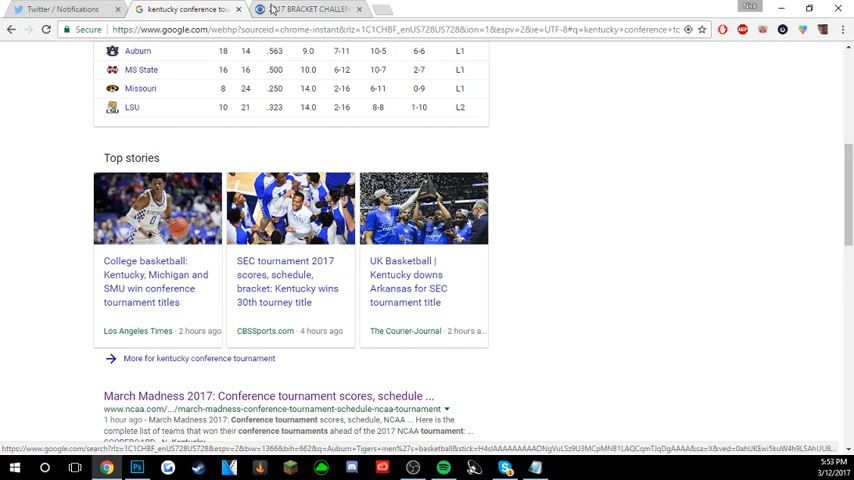 Twitter / Notifications
kentucky conference tou
2017 BRACKET CHALLEN
Nick
Secure
https://www.google.com/webhp?sourceid=chrome-instant&rlz=1C1CHBF_enUS728US728&ion=1&espv=2&ie=UTF-8#q=kentucky+conference+tc
Auburn 18 14 .563 9.0 7-11 10-5 6-6 L1
MS State 16 16 .500 10.0 6-12 10-7 2-7 L1
Missouri 8 24 .250 14.0 2-16 6-11 0-9 L1
LSU 10 21 .323 14.0 2-16 8-8 1-10 L2
Top stories
College basketball:
Kentucky, Michigan and
SMU win conference
tournament titles
Los Angeles Times · 2 hours ago
SEC tournament 2017
scores, schedule,
bracket: Kentucky wins
30th tourney title
CBSSports.com · 4 hours ago
UK Basketball |
Kentucky downs
Arkansas for SEC
tournament title
The Courier-Journal · 2 hours a...
More for kentucky conference tournament
March Madness 2017: Conference tournament scores, schedule ...
www.ncaa.com/.../march-madness-conference-tournament-schedule-ncaa-tournament
1 hour ago - March Madness 2017: Conference tournament scores, schedule, NCAA ... Here is the
complete list of teams that won their conference tournaments ahead of the 2017 NCAA tournament: ...
5:53 PM
3/12/2017